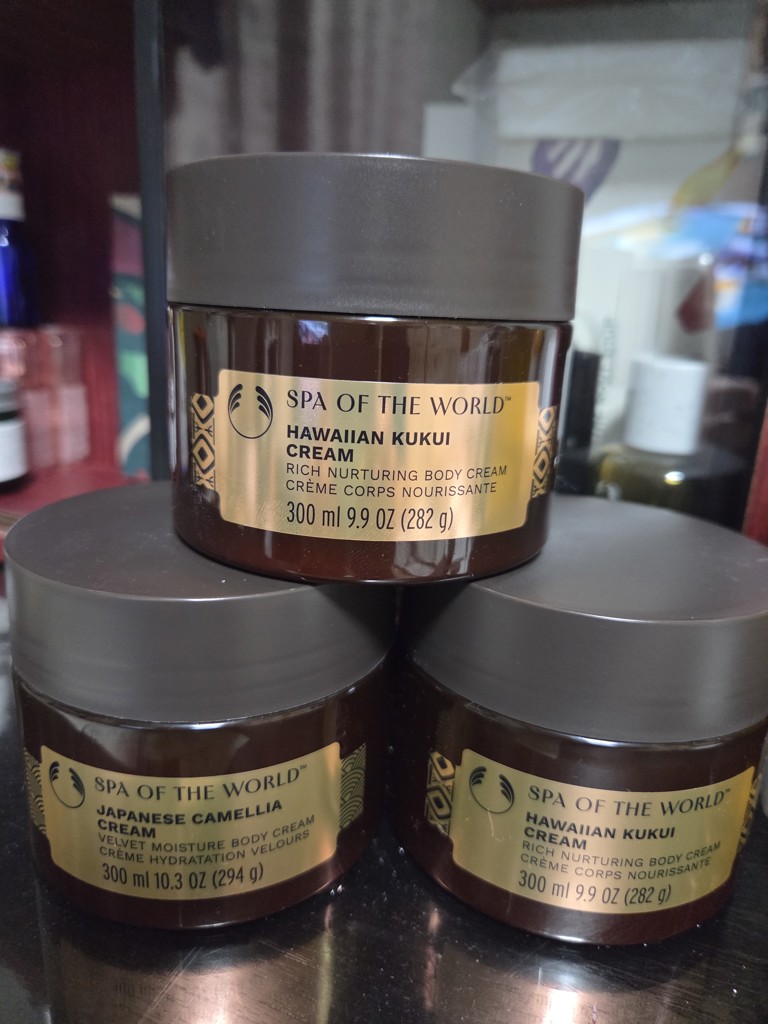 SPA OF THE WORLD™
HAWAIIAN KUKUI
CREAM
RICH NURTURING BODY CREAM
CRÈME CORPS NOURISSANTE
300 ml 9.9 OZ (282 g)
SPA OF THE WORLD™
JAPANESE CAMELLIA
CREAM
VELVET MOISTURE BODY CREAM
CRÈME HYDRATATION VELOURS
300 ml 10.3 OZ (294 g)
SPA OF THE WORLD™
HAWAIIAN KUKUI
CREAM
RICH NURTURING BODY CREAM
CRÈME CORPS NOURISSANTE
300 ml 9.9 OZ (282 g)